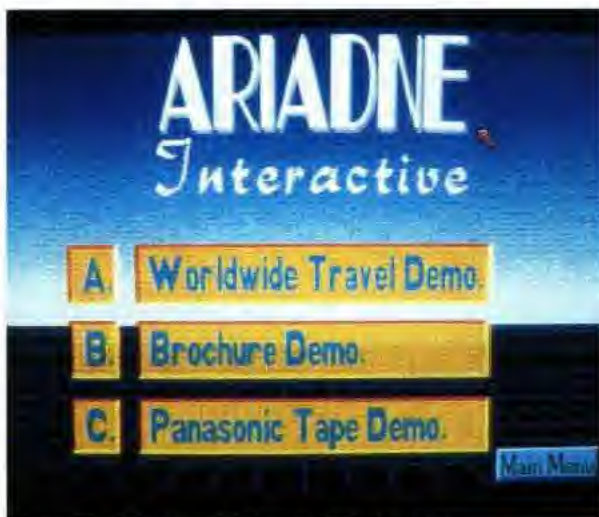 ARIADNE
Interactive
A. Worldwide Travel Demo.
B. Brochure Demo.
C. Panasonic Tape Demo.
Main Menu